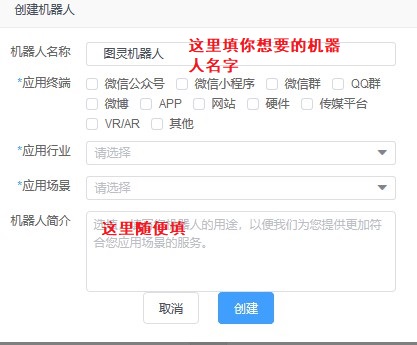 创建机器人
机器人名称 图灵机器人 这里填你想要的机器
人名字
*应用终端 微信公众号 微信小程序 微信群 QQ群
微博 APP 网站 硬件 传媒平台
VR/AR 其他
*应用行业 请选择
*应用场景 请选择
机器人简介 机器人的用途，以便我们为您提供更加符
这里随便填
合您应用场景的服务。
取消 创建